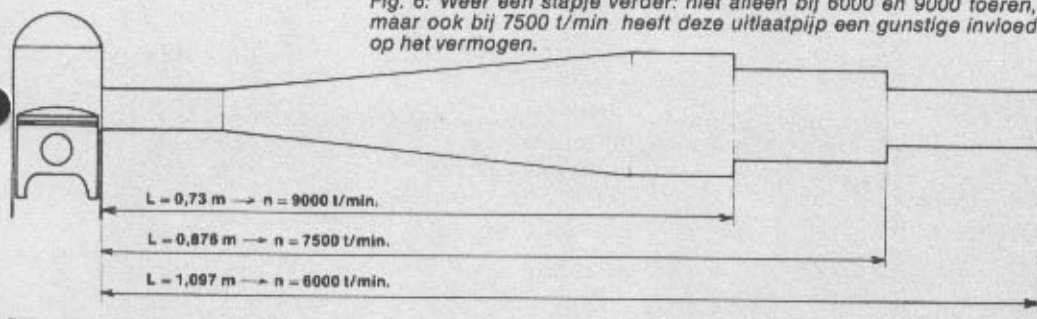 Fig. 6: Weer een stapje verder: niet alleen bij 6000 en 9000 toeren,
maar ook bij 7500 t/min heeft deze uitlaatpijp een gunstige invloed
op het vermogen.
L = 0,73 m → n = 9000 t/min.
L = 0,876 m → n = 7500 t/min.
L = 1,097 m → n = 6000 t/min.